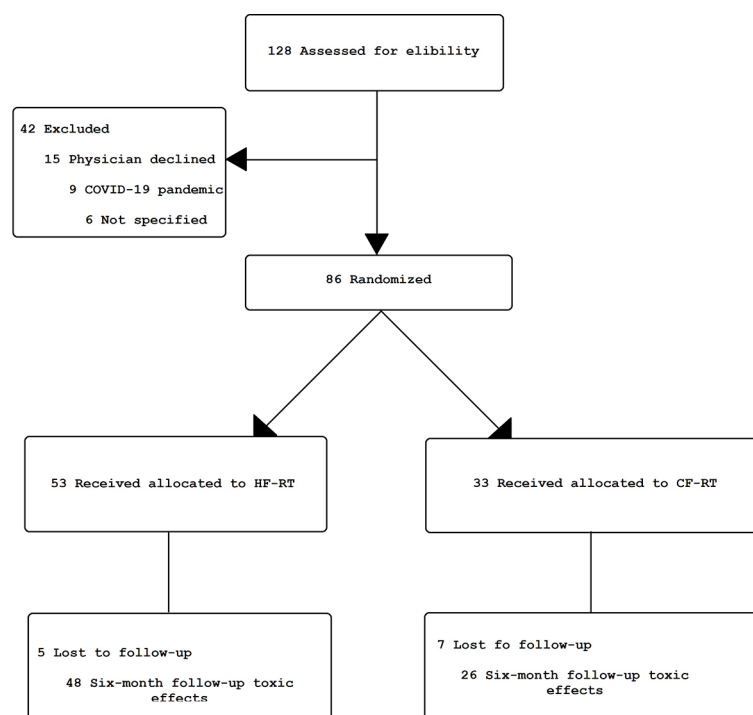 128 Assessed for elibility
42 Excluded
15 Physician declined
9 COVID-19 pandemic
6 Not specified
86 Randomized
53 Received allocated to HF-RT
33 Received allocated to CF-RT
5 Lost to follow-up
48 Six-month follow-up toxic
effects
7 Lost fo follow-up
26 Six-month follow-up toxic
effects